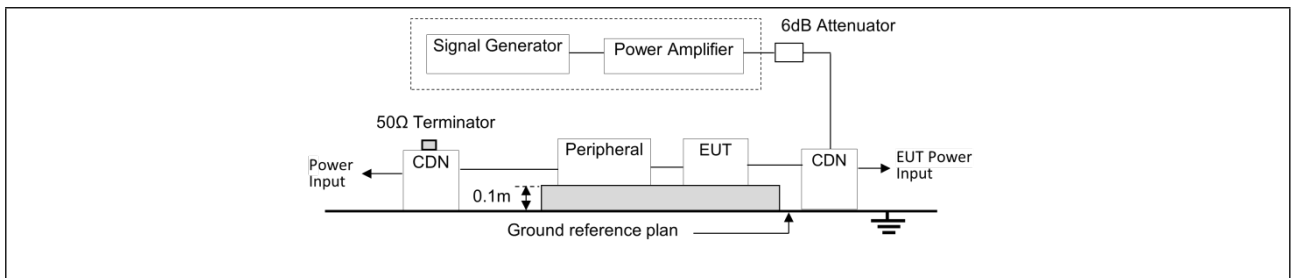 6dB Attenuator
Signal Generator
Power Amplifier
50Ω Terminator
Power
Input
CDN
Peripheral
EUT
CDN
EUT Power
Input
0.1m
Ground reference plan